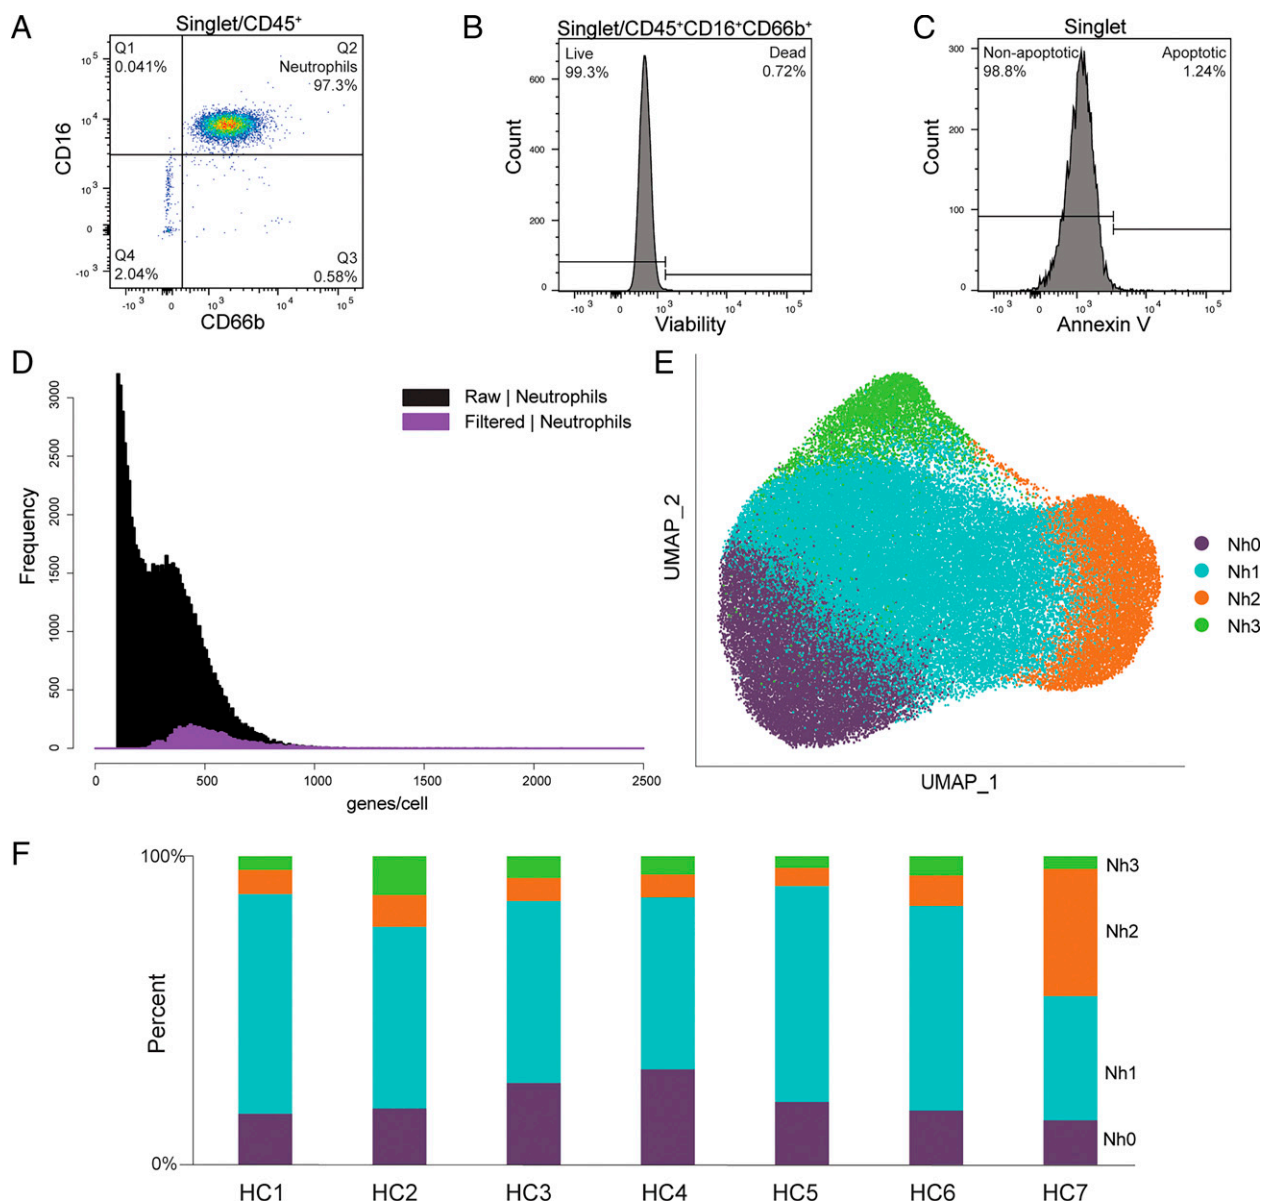 A
Singlet/CD45⁺
Q1
0.041%
Q2
Neutrophils
97.3%
Q4
2.04%
Q3
0.58%
10⁵
10⁴
10³
0
-10³
-10³
0
10³
10⁴
10⁵
CD16
CD66b
B
Singlet/CD45⁺CD16⁺CD66b⁺
Live
99.3%
Dead
0.72%
600
400
200
0
-10³
0
10³
10⁴
10⁵
Count
Viability
C
Singlet
Non-apoptotic
98.8%
Apoptotic
1.24%
300
200
100
0
-10³
0
10³
10⁴
10⁵
Count
Annexin V
D
Raw | Neutrophils
Filtered | Neutrophils
3000
2500
2000
1500
1000
500
0
Frequency
0
500
1000
1500
2000
2500
genes/cell
E
UMAP_2
UMAP_1
Nh0
Nh1
Nh2
Nh3
F
100%
Percent
0%
Nh3
Nh2
Nh1
Nh0
HC1
HC2
HC3
HC4
HC5
HC6
HC7